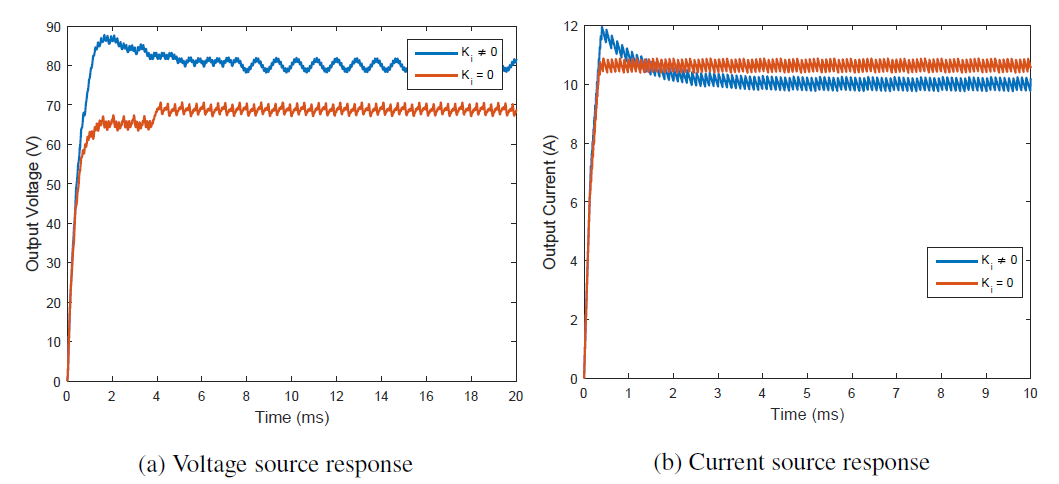 90
80
70
60
50
40
30
20
10
0
Output Voltage (V)
K_i ≠ 0
K_i = 0
0 2 4 6 8 10 12 14 16 18 20
Time (ms)
(a) Voltage source response
12
10
8
6
4
2
0
Output Current (A)
K_i ≠ 0
K_i = 0
0 1 2 3 4 5 6 7 8 9 10
Time (ms)
(b) Current source response